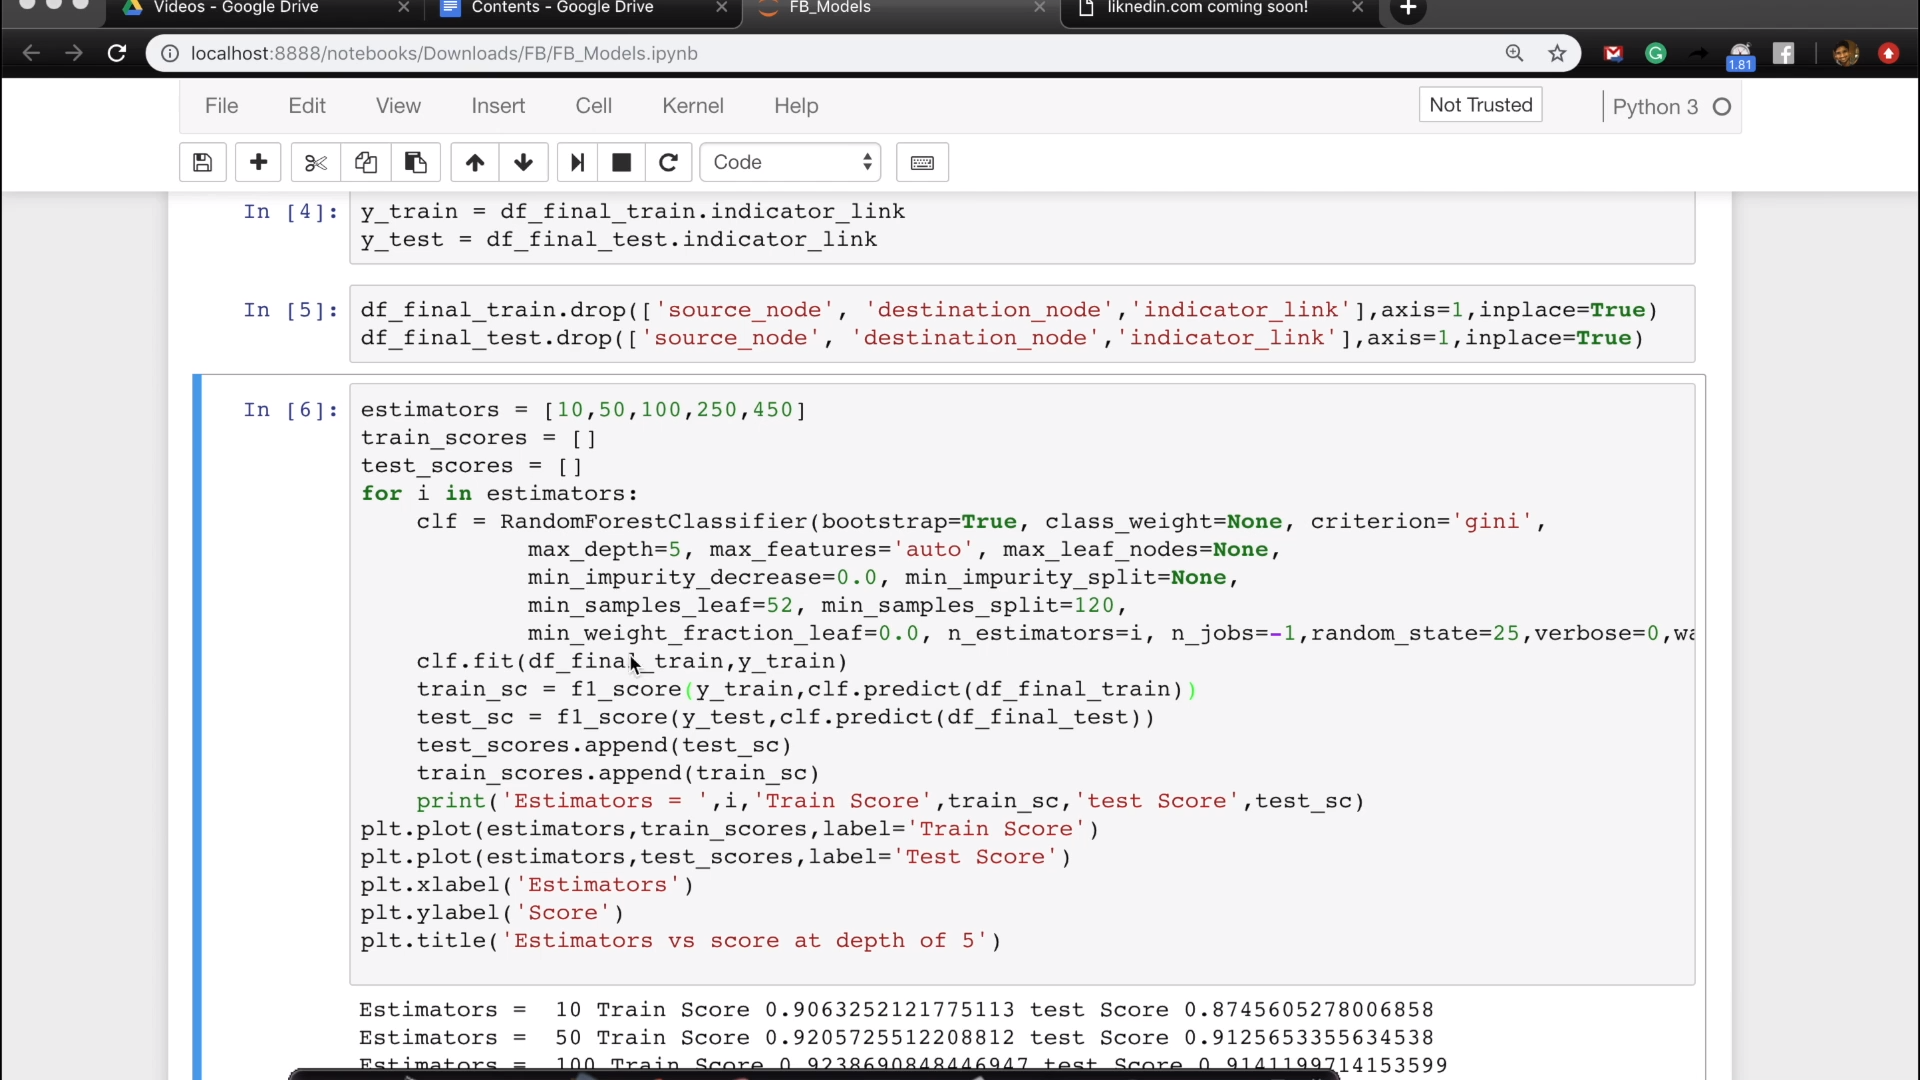 Videos - Google Drive
Contents - Google Drive
FB_Models
liknedin.com coming soon!
localhost:8888/notebooks/Downloads/FB/FB_Models.ipynb
1.81
File Edit View Insert Cell Kernel Help
Not Trusted
Python 3
Code
In [4]:
y_train = df_final_train.indicator_link
y_test = df_final_test.indicator_link
In [5]:
df_final_train.drop(['source_node', 'destination_node','indicator_link'],axis=1,inplace=True)
df_final_test.drop(['source_node', 'destination_node','indicator_link'],axis=1,inplace=True)
In [6]:
estimators = [10,50,100,250,450]
train_scores = []
test_scores = []
for i in estimators:
    clf = RandomForestClassifier(bootstrap=True, class_weight=None, criterion='gini',
            max_depth=5, max_features='auto', max_leaf_nodes=None,
            min_impurity_decrease=0.0, min_impurity_split=None,
            min_samples_leaf=52, min_samples_split=120,
            min_weight_fraction_leaf=0.0, n_estimators=i, n_jobs=-1,random_state=25,verbose=0,
    clf.fit(df_final_train,y_train)
    train_sc = f1_score(y_train,clf.predict(df_final_train))
    test_sc = f1_score(y_test,clf.predict(df_final_test))
    test_scores.append(test_sc)
    train_scores.append(train_sc)
    print('Estimators = ',i,'Train Score',train_sc,'test Score',test_sc)
plt.plot(estimators,train_scores,label='Train Score')
plt.plot(estimators,test_scores,label='Test Score')
plt.xlabel('Estimators')
plt.ylabel('Score')
plt.title('Estimators vs score at depth of 5')
Estimators =  10 Train Score 0.9063252121775113 test Score 0.8745605278006858
Estimators =  50 Train Score 0.9205725512208812 test Score 0.9125653355634538
Estimators =  100 Train Score 0.9238690848446947 test Score 0.9141199714153599